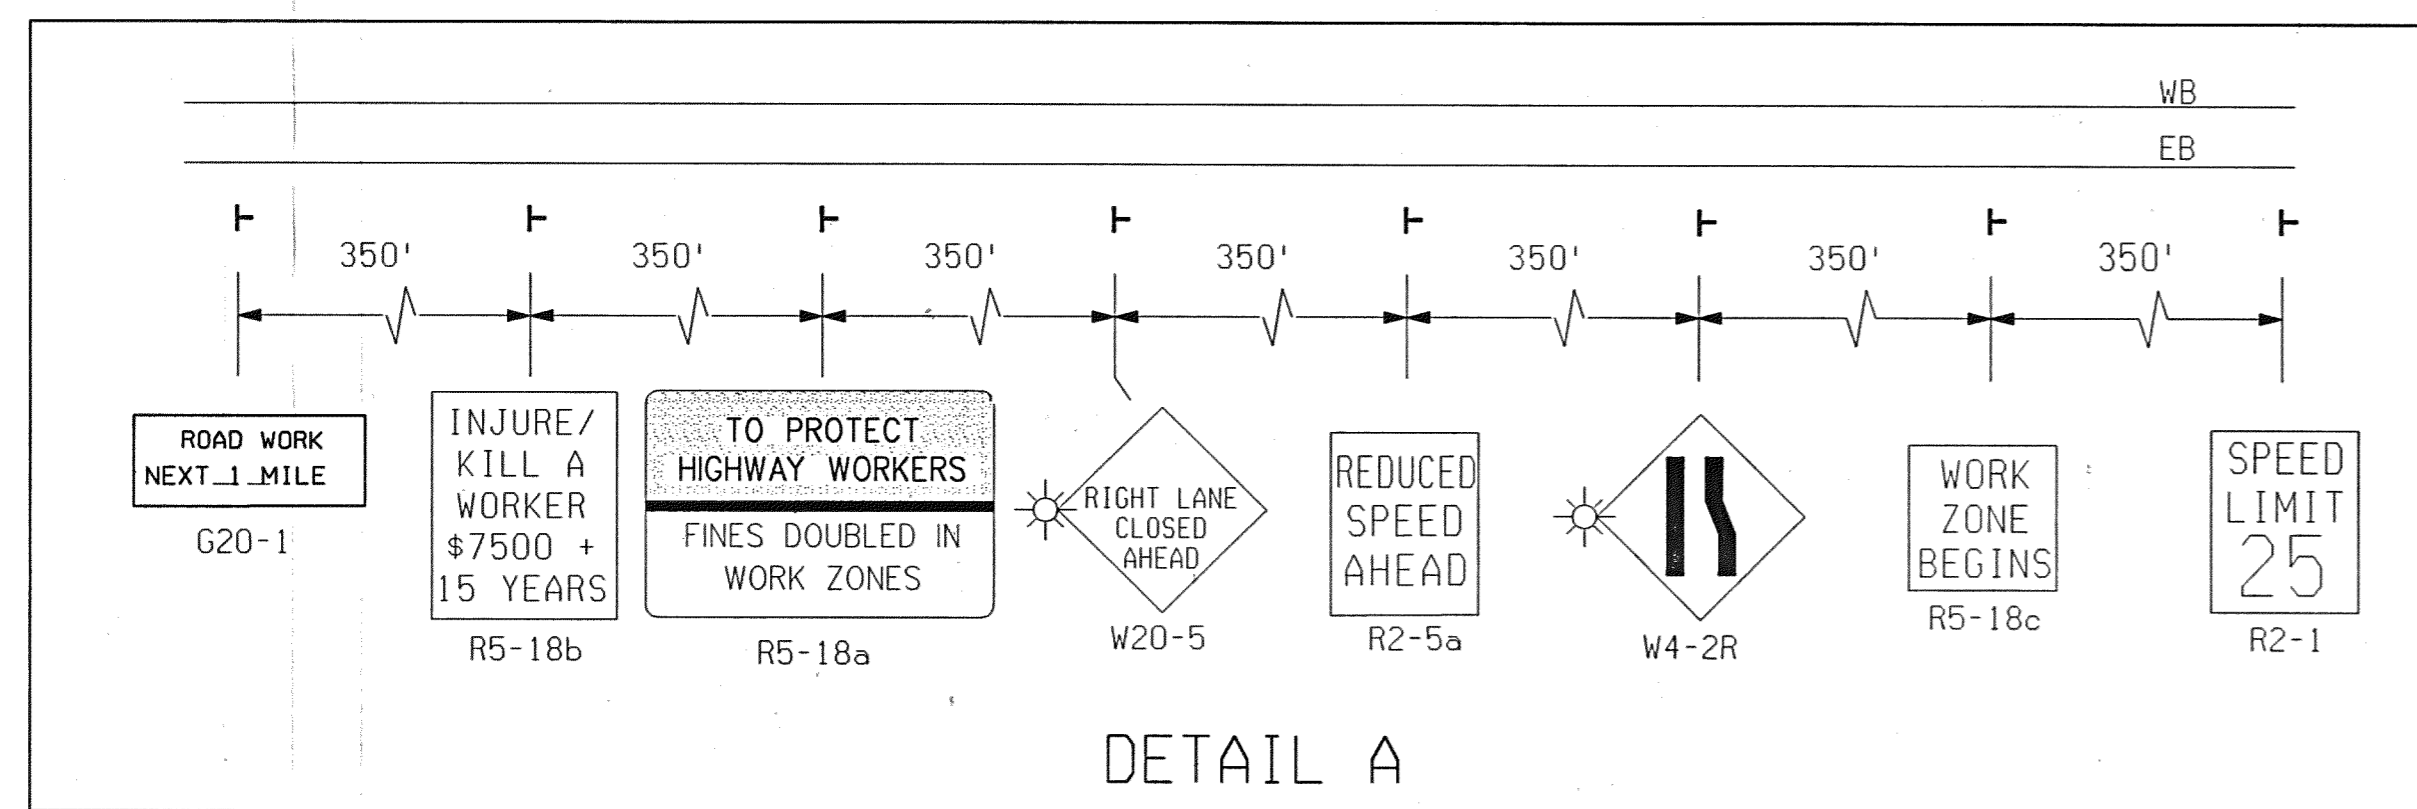 WB
EB
350' 350' 350' 350' 350' 350' 350'
ROAD WORK
NEXT 1 MILE
G20-1
INJURE/
KILL A
WORKER
$7500 +
15 YEARS
R5-18b
TO PROTECT
HIGHWAY WORKERS
FINES DOUBLED IN
WORK ZONES
R5-18a
RIGHT LANE
CLOSED
AHEAD
W20-5
REDUCED
SPEED
AHEAD
R2-5a
W4-2R
WORK
ZONE
BEGINS
R5-18c
SPEED
LIMIT
25
R2-1
DETAIL A